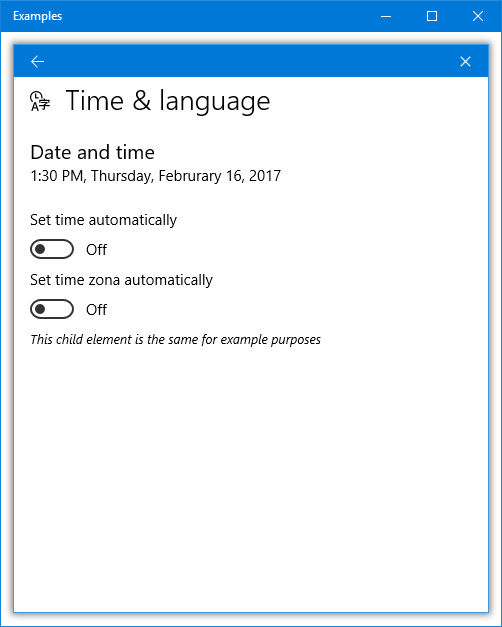 Examples
Time & language
Date and time
1:30 PM, Thursday, Februrary 16, 2017
Set time automatically
Off
Set time zona automatically
Off
This child element is the same for example purposes